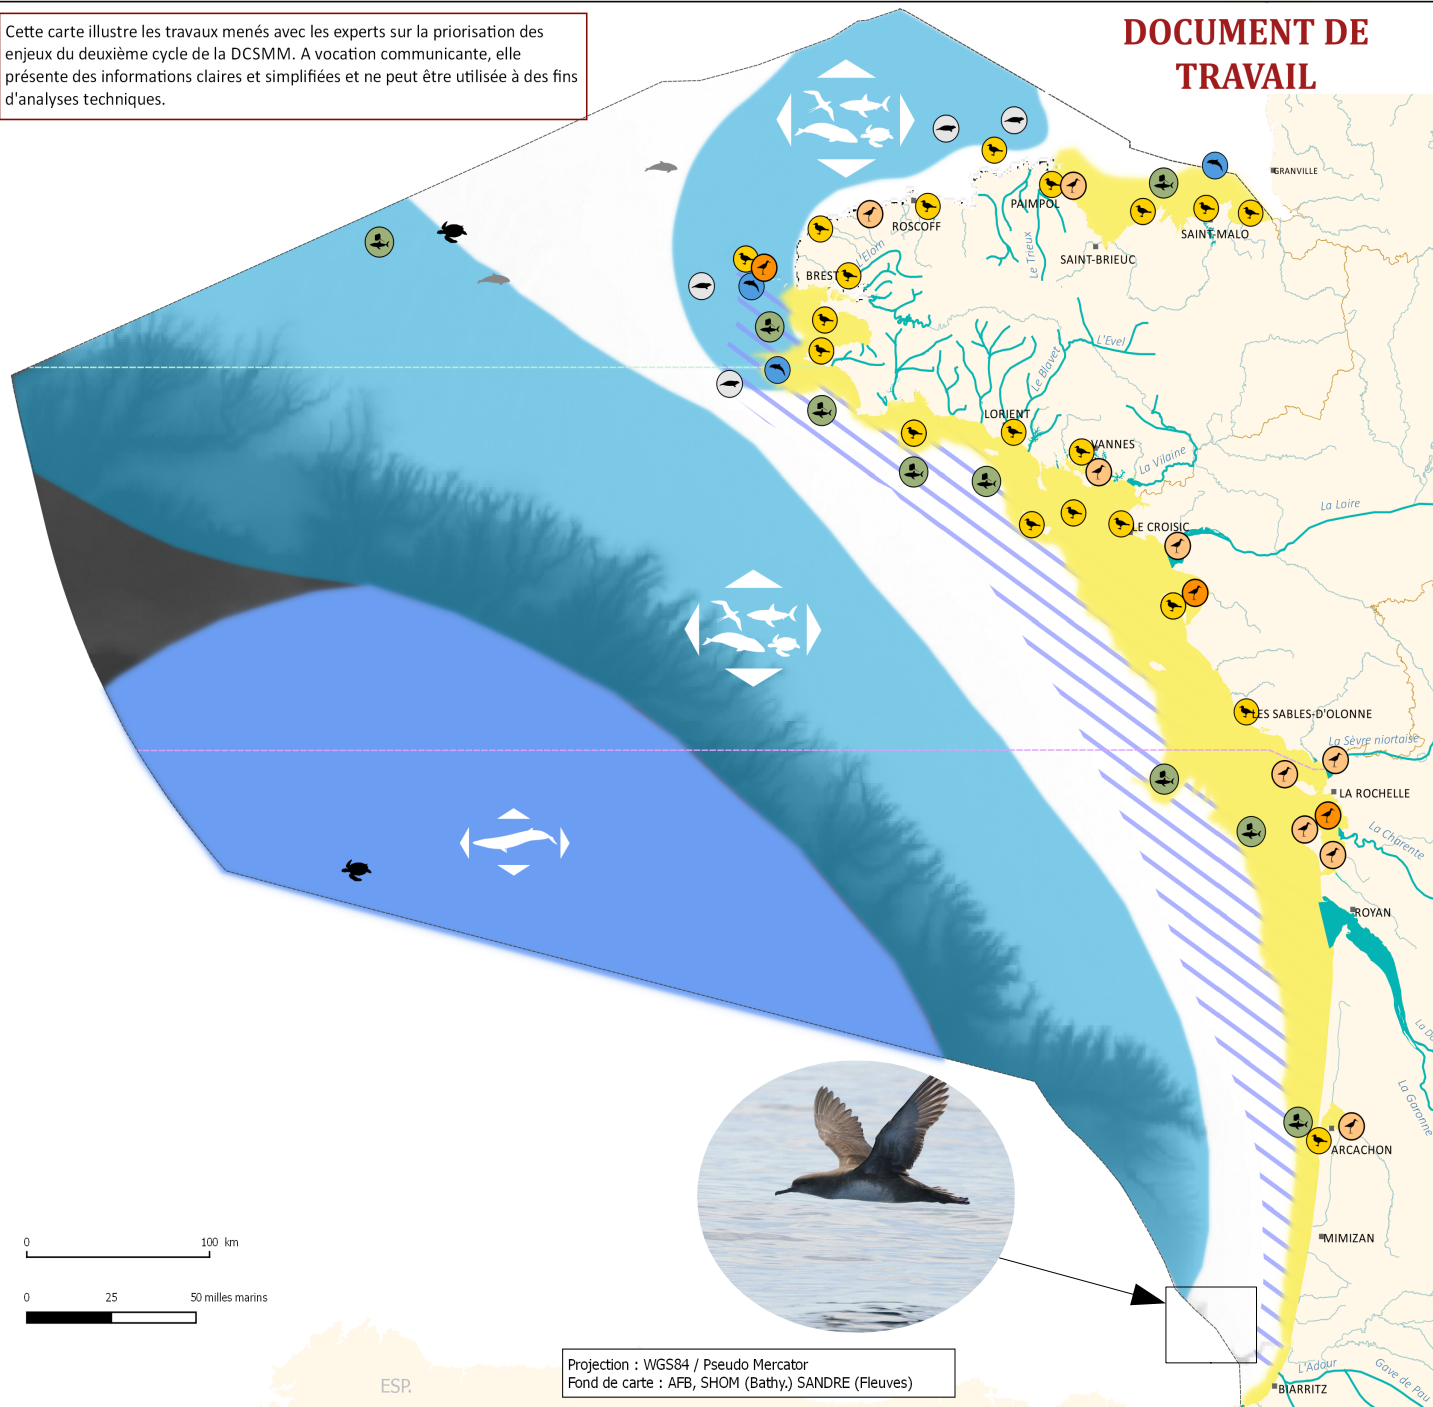 Cette carte illustre les travaux menés avec les experts sur la priorisation des
enjeux du deuxième cycle de la DCSMM. A vocation communicante, elle
présente des informations claires et simplifiées et ne peut être utilisée à des fins
d'analyses techniques.
DOCUMENT DE
TRAVAIL
GRANVILLE
PAIMPOL
ROSCOFF
SAINT-MALO
SAINT-BRIEUC
Le Trieux
L'Elorn
BREST
L'Evel
Le Blavet
LORIENT
VANNES
La Vilaine
La Loire
LE CROISIC
LES SABLES-D'OLONNE
La Sèvre niortaise
LA ROCHELLE
La Charente
ROYAN
La Garonne
ARCACHON
MIMIZAN
0 100 km
0 25 50 milles marins
ESP.
Projection : WGS84 / Pseudo Mercator
Fond de carte : AFB, SHOM (Bathy.) SANDRE (Fleuves)
L'Adour
Gave de Pau
BIARRITZ